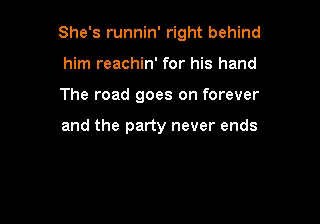 She's runnin' right behind
him reachin' for his hand
The road goes on forever
and the party never ends